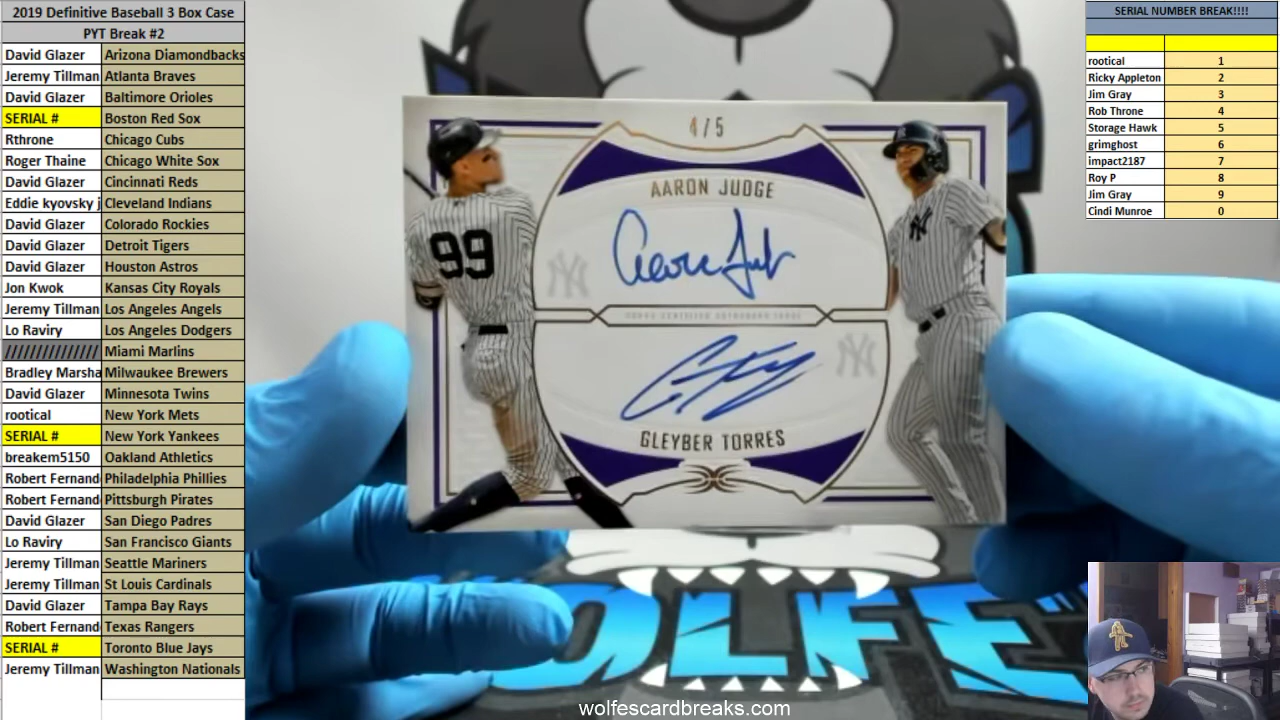 2019 Definitive Baseball 3 Box Case
PYT Break #2
David Glazer Arizona Diamondbacks
Jeremy Tillman Atlanta Braves
David Glazer Baltimore Orioles
SERIAL # Boston Red Sox
Rthrone Chicago Cubs
Roger Thaine Chicago White Sox
David Glazer Cincinnati Reds
Eddie kyovsky j Cleveland Indians
David Glazer Colorado Rockies
David Glazer Detroit Tigers
David Glazer Houston Astros
Jon Kwok Kansas City Royals
Jeremy Tillman Los Angeles Angels
Lo Raviry Los Angeles Dodgers
////////////// Miami Marlins
Bradley Marsha Milwaukee Brewers
David Glazer Minnesota Twins
rootical New York Mets
SERIAL # New York Yankees
breakem5150 Oakland Athletics
Robert Fernand Philadelphia Phillies
Robert Fernand Pittsburgh Pirates
David Glazer San Diego Padres
Lo Raviry San Francisco Giants
Jeremy Tillman Seattle Mariners
Jeremy Tillman St Louis Cardinals
David Glazer Tampa Bay Rays
Robert Fernand Texas Rangers
SERIAL # Toronto Blue Jays
Jeremy Tillman Washington Nationals
4/5
AARON JUDGE
99
NY
NY
TOPPS CERTIFIED AUTOGRAPH ISSUE
NY
GLEYBER TORRES
WOLFE
wolfescardbreaks.com
SERIAL NUMBER BREAK!!!!
rootical 1
Ricky Appleton 2
Jim Gray 3
Rob Throne 4
Storage Hawk 5
grimghost 6
impact2187 7
Roy P 8
Jim Gray 9
Cindi Munroe 0